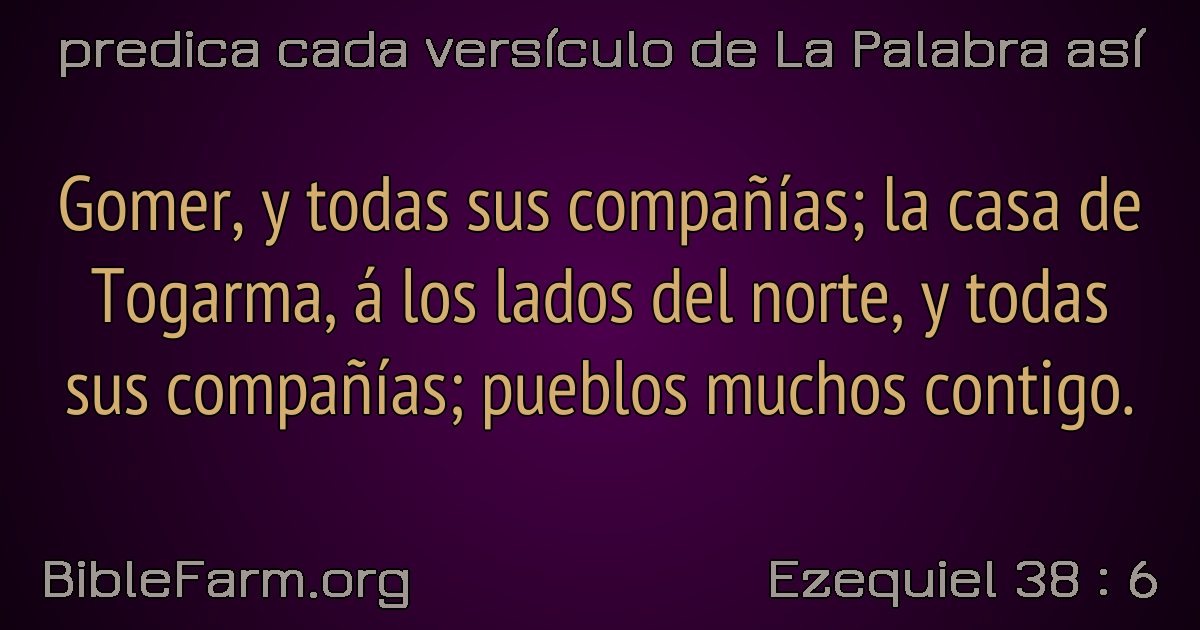 predica cada versículo de La Palabra así
Gomer, y todas sus compañías; la casa de
Togarma, á los lados del norte, y todas
sus compañías; pueblos muchos contigo.
BibleFarm.org
Ezequiel 38 : 6